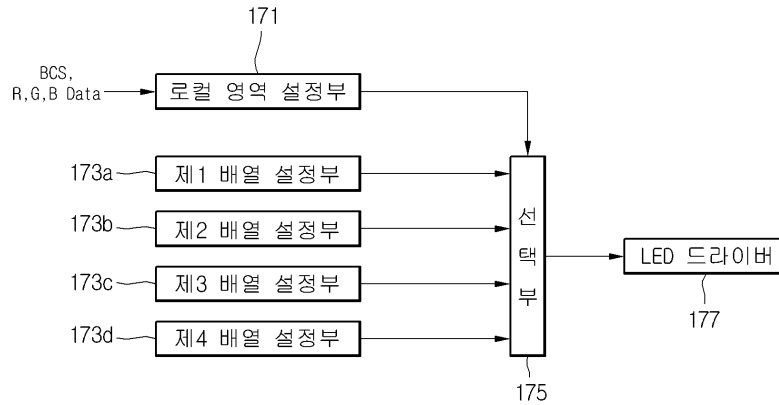 171
BCS,
R,G,B Data
로컬 영역 설정부
173a
제1 배열 설정부
173b
제2 배열 설정부
173c
제3 배열 설정부
173d
제4 배열 설정부
선
택
부
175
LED 드라이버
177